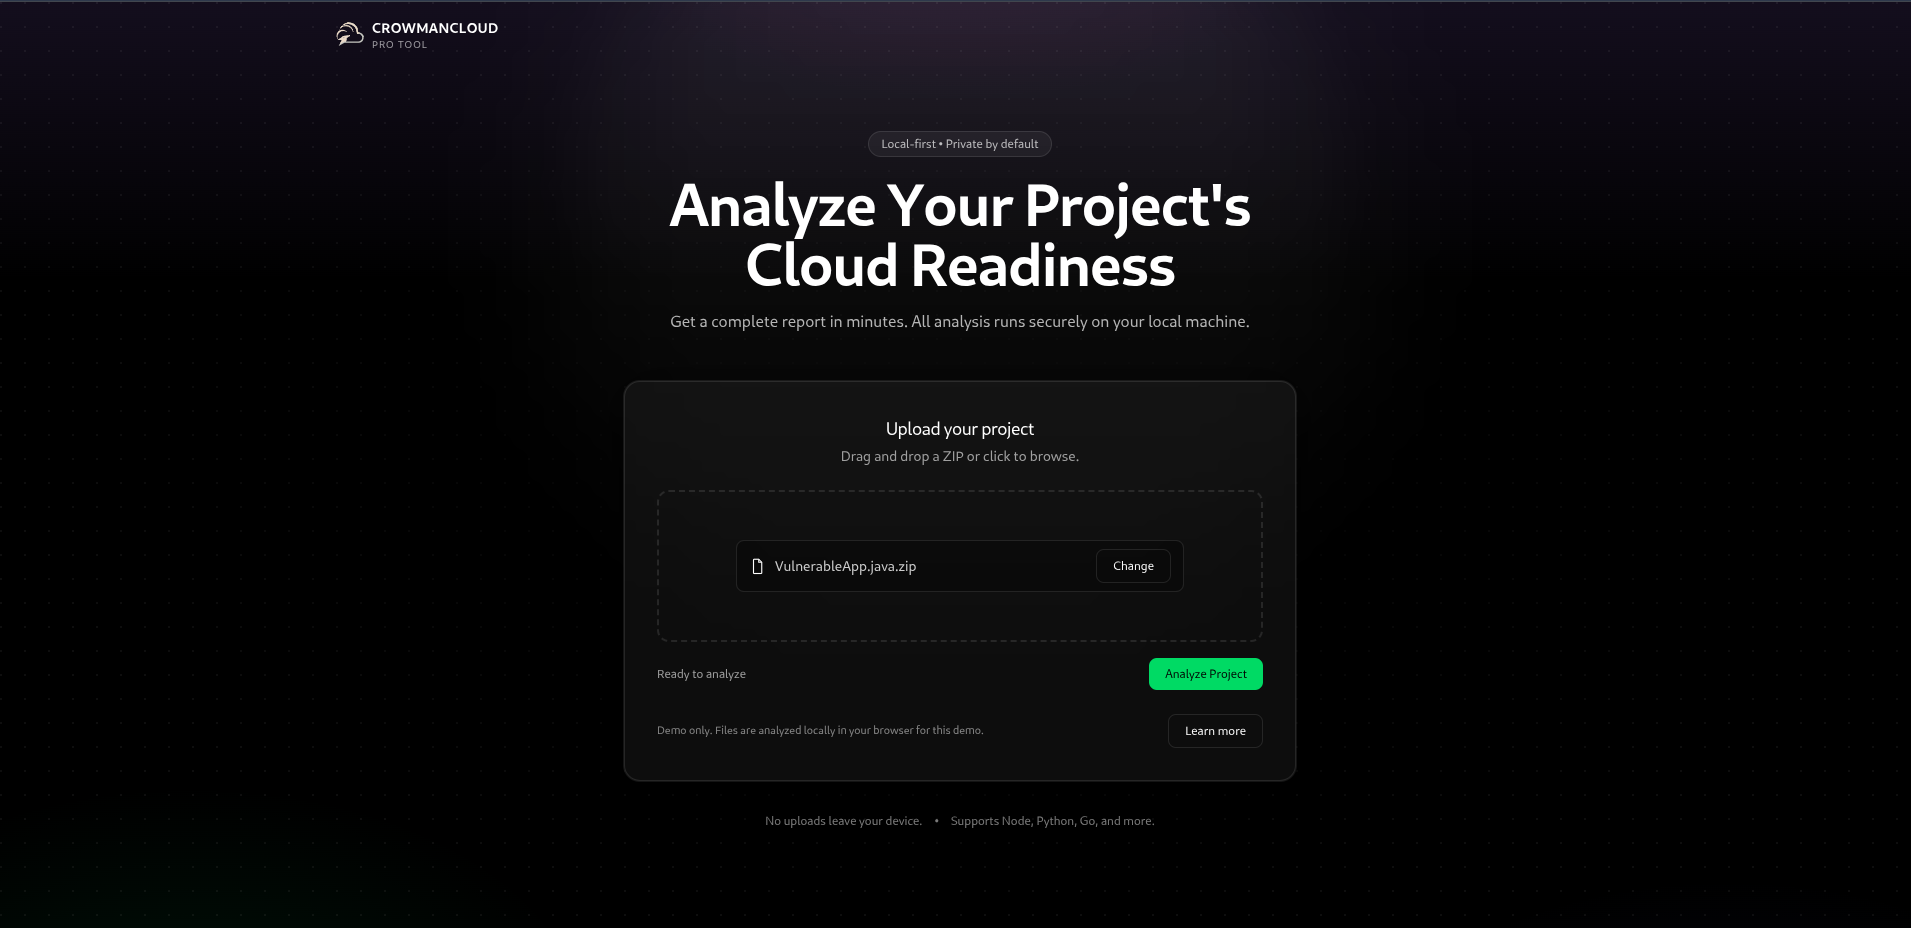 CROWMANCLOUD
PRO TOOL
Local-first • Private by default
Analyze Your Project's
Cloud Readiness
Get a complete report in minutes. All analysis runs securely on your local machine.
Upload your project
Drag and drop a ZIP or click to browse.
VulnerableApp.java.zip
Change
Ready to analyze
Analyze Project
Demo only. Files are analyzed locally in your browser for this demo.
Learn more
No uploads leave your device. • Supports Node, Python, Go, and more.